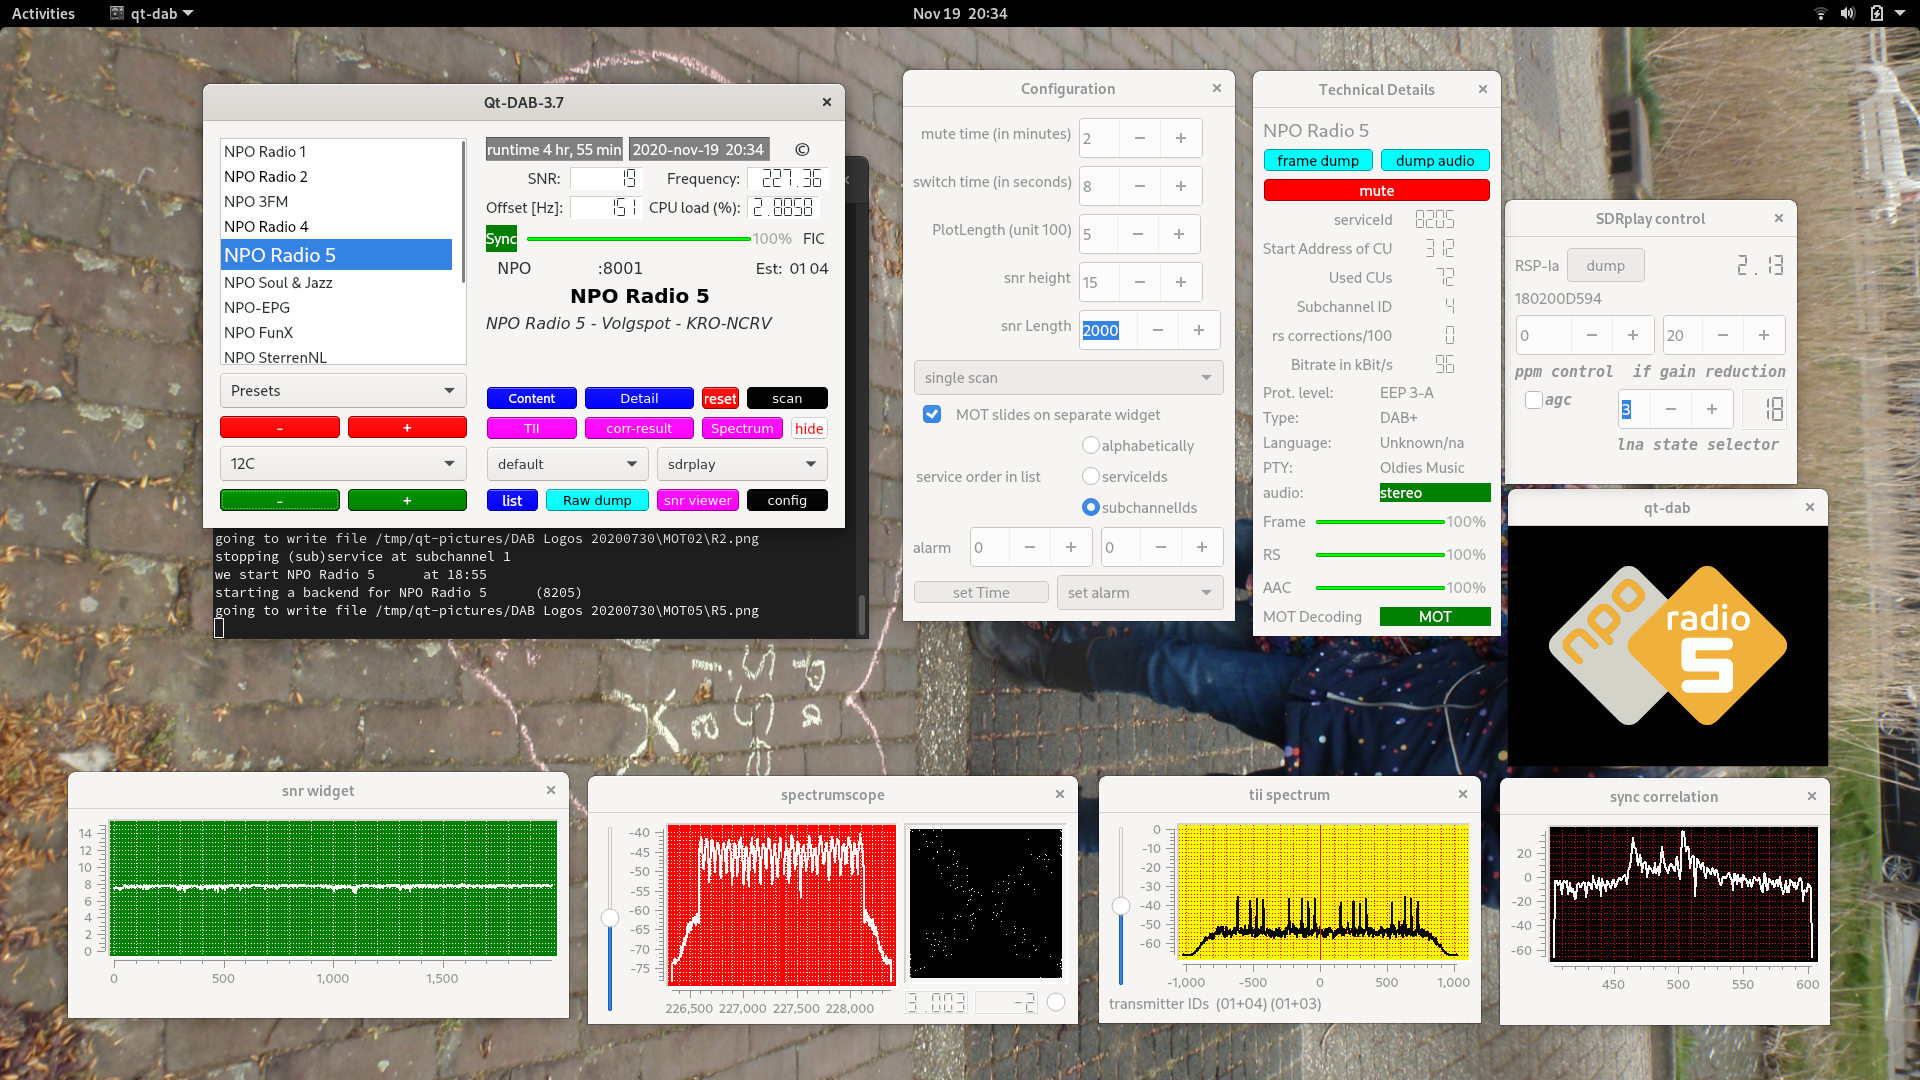 Activities
qt-dab
Nov 19 20:34
Qt-DAB-3.7
NPO Radio 1
NPO Radio 2
NPO 3FM
NPO Radio 4
NPO Radio 5
NPO Soul & Jazz
NPO-EPG
NPO FunX
NPO SterrenNL
Presets
- +
12C
- +
runtime 4 hr, 55 min
2020-nov-19 20:34
©
SNR: 19
Frequency: 227.36
Offset [Hz]: 151
CPU load (%): 2.8858
Sync
100%
FIC
NPO
:8001
Est: 01 04
NPO Radio 5
NPO Radio 5 - Volgspot - KRO-NCRV
Content
Detail
reset
scan
TII
corr-result
Spectrum
hide
default
sdrplay
list
Raw dump
snr viewer
config
going to write file /tmp/qt-pictures/DAB Logos 20200730\MOT02\R2.png
stopping (sub)service at subchannel 1
we start NPO Radio 5 at 18:55
starting a backend for NPO Radio 5 (8205)
going to write file /tmp/qt-pictures/DAB Logos 20200730\MOT05\R5.png
Configuration
mute time (in minutes) 2 - +
switch time (in seconds) 8 - +
PlotLength (unit 100) 5 - +
snr height 15 - +
snr Length 2000 - +
single scan
MOT slides on separate widget
alphabetically
service order in list
serviceIds
subchannelIds
alarm 0 - + 0 - +
set Time
set alarm
Technical Details
NPO Radio 5
frame dump
dump audio
mute
serviceId 8205
Start Address of CU 312
Used CUs 72
Subchannel ID 4
rs corrections/100 0
Bitrate in kBit/s 96
Prot. level: EEP 3-A
Type: DAB+
Language: Unknown/na
PTY: Oldies Music
audio: stereo
Frame 100%
RS 100%
AAC 100%
MOT Decoding MOT
SDRplay control
RSP-Ia
dump
2.13
180200D594
0 - + 20 - +
ppm control if gain reduction
agc
3 - + 18
lna state selector
qt-dab
npo
radio
5
snr widget
14
12
10
8
6
4
2
0
0 500 1,000 1,500
spectrumscope
-40
-45
-50
-55
-60
-65
-70
-75
226,500 227,000 227,500 228,000
3.003
-2
tii spectrum
0
-10
-20
-30
-40
-50
-60
-1,000 -500 0 500 1,000
transmitter IDs (01+04) (01+03)
sync correlation
20
0
-20
-40
-60
450 500 550 600